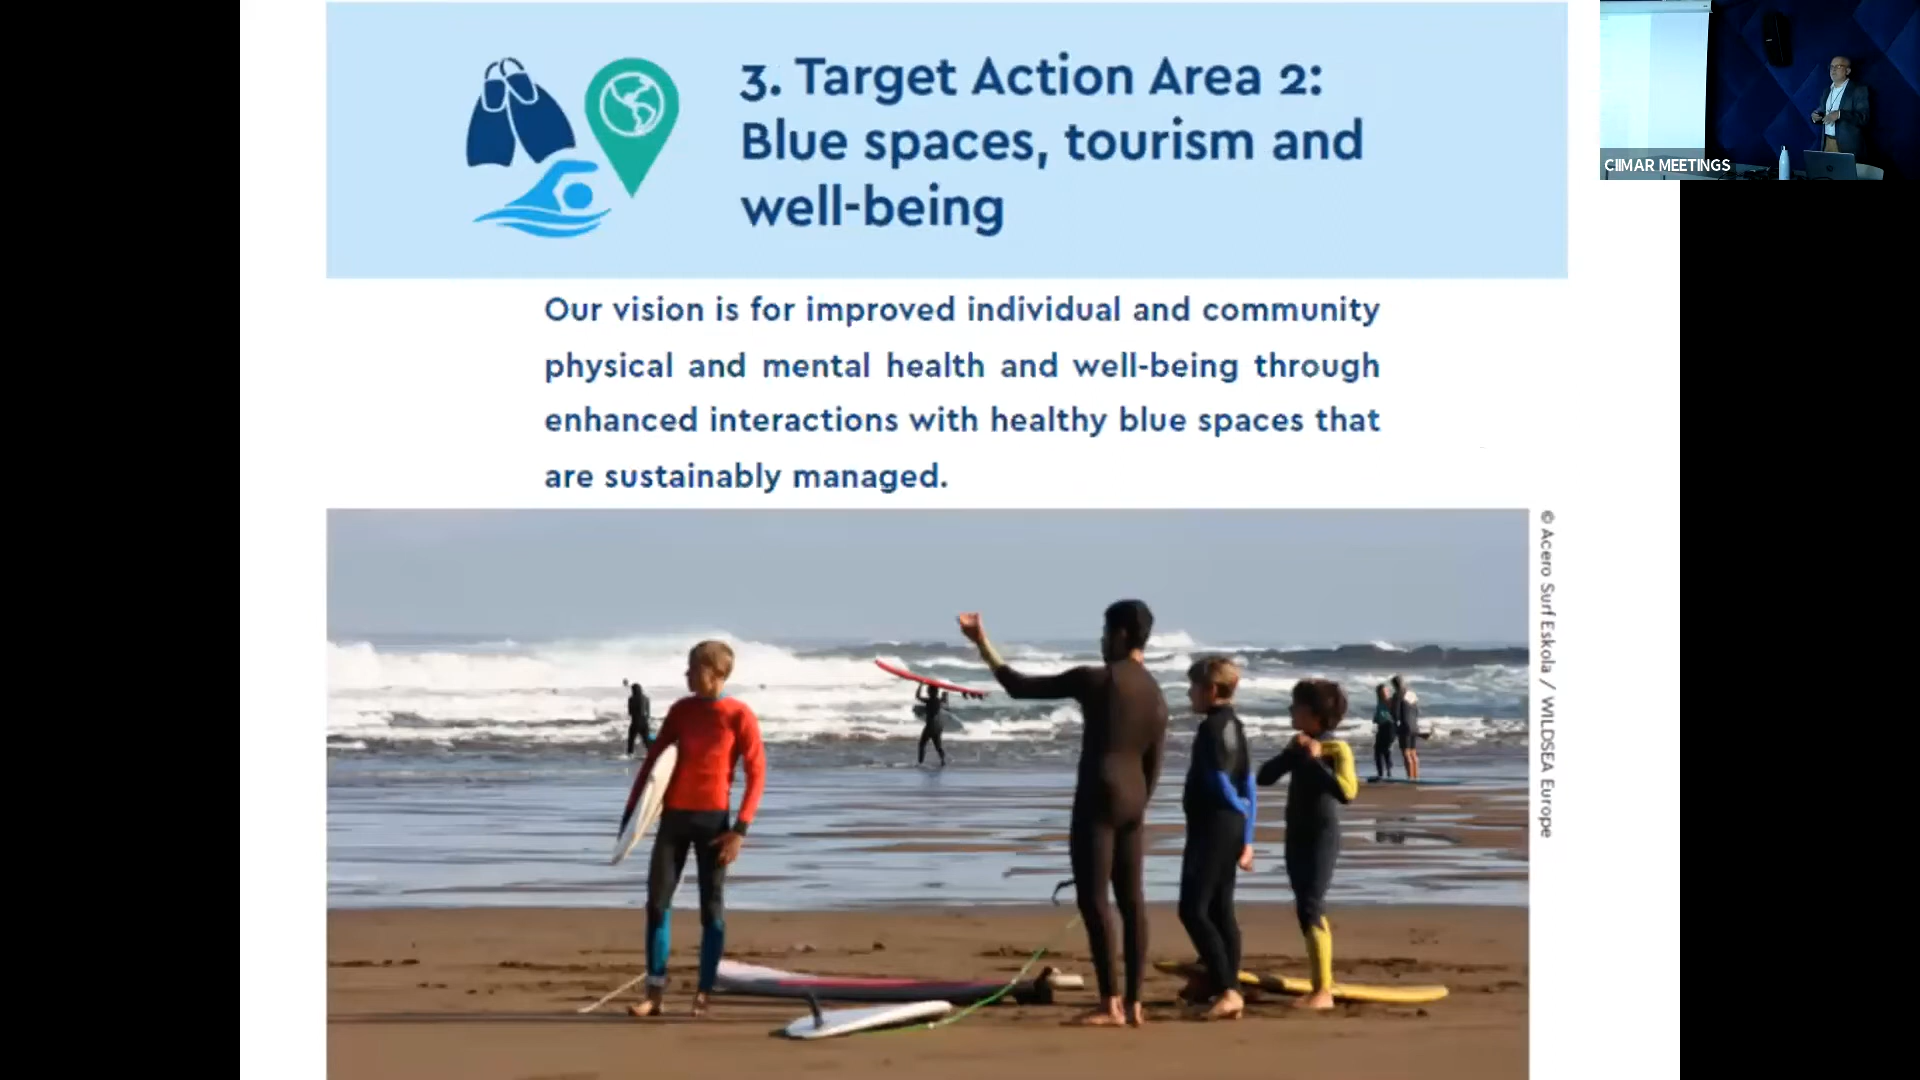 3. Target Action Area 2:
Blue spaces, tourism and
well-being
CIIMAR MEETINGS
Our vision is for improved individual and community
physical and mental health and well-being through
enhanced interactions with healthy blue spaces that
are sustainably managed.
© Acero Surf Eskola / WILDSEA Europe